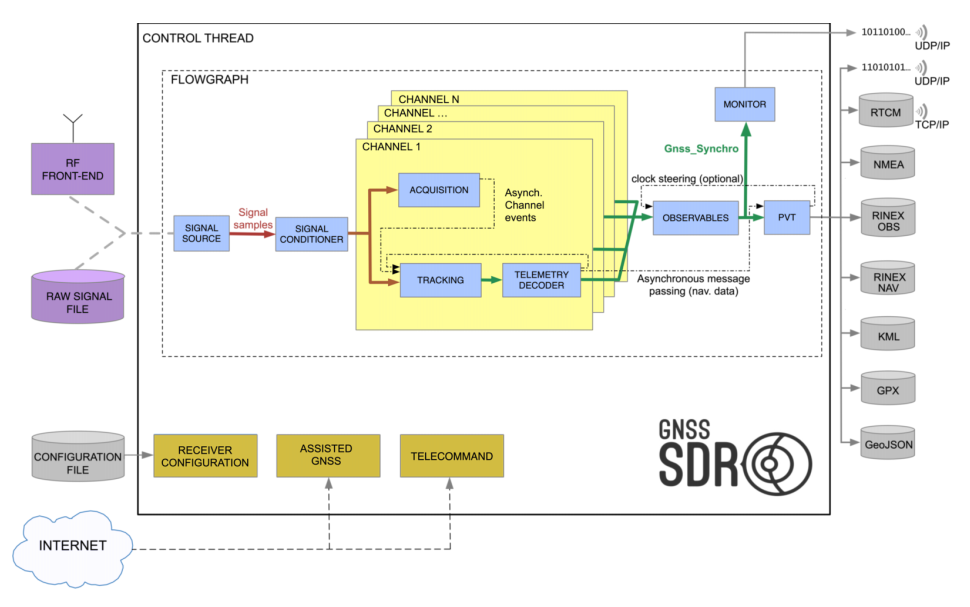 CONTROL THREAD
10110100...
UDP/IP
11010101...
UDP/IP
FLOWGRAPH
CHANNEL N
CHANNEL ...
CHANNEL 2
CHANNEL 1
MONITOR
RTCM
TCP/IP
Gnss_Synchro
RF
FRONT-END
NMEA
clock steering (optional)
ACQUISITION
Asynch.
Channel
events
Signal
samples
SIGNAL
SOURCE
SIGNAL
CONDITIONER
OBSERVABLES
PVT
RINEX
OBS
TRACKING
TELEMETRY
DECODER
Asynchronous message
passing (nav. data)
RINEX
NAV
RAW SIGNAL
FILE
KML
GPX
GeoJSON
CONFIGURATION
FILE
RECEIVER
CONFIGURATION
ASSISTED
GNSS
TELECOMMAND
GNSS
SDR
INTERNET